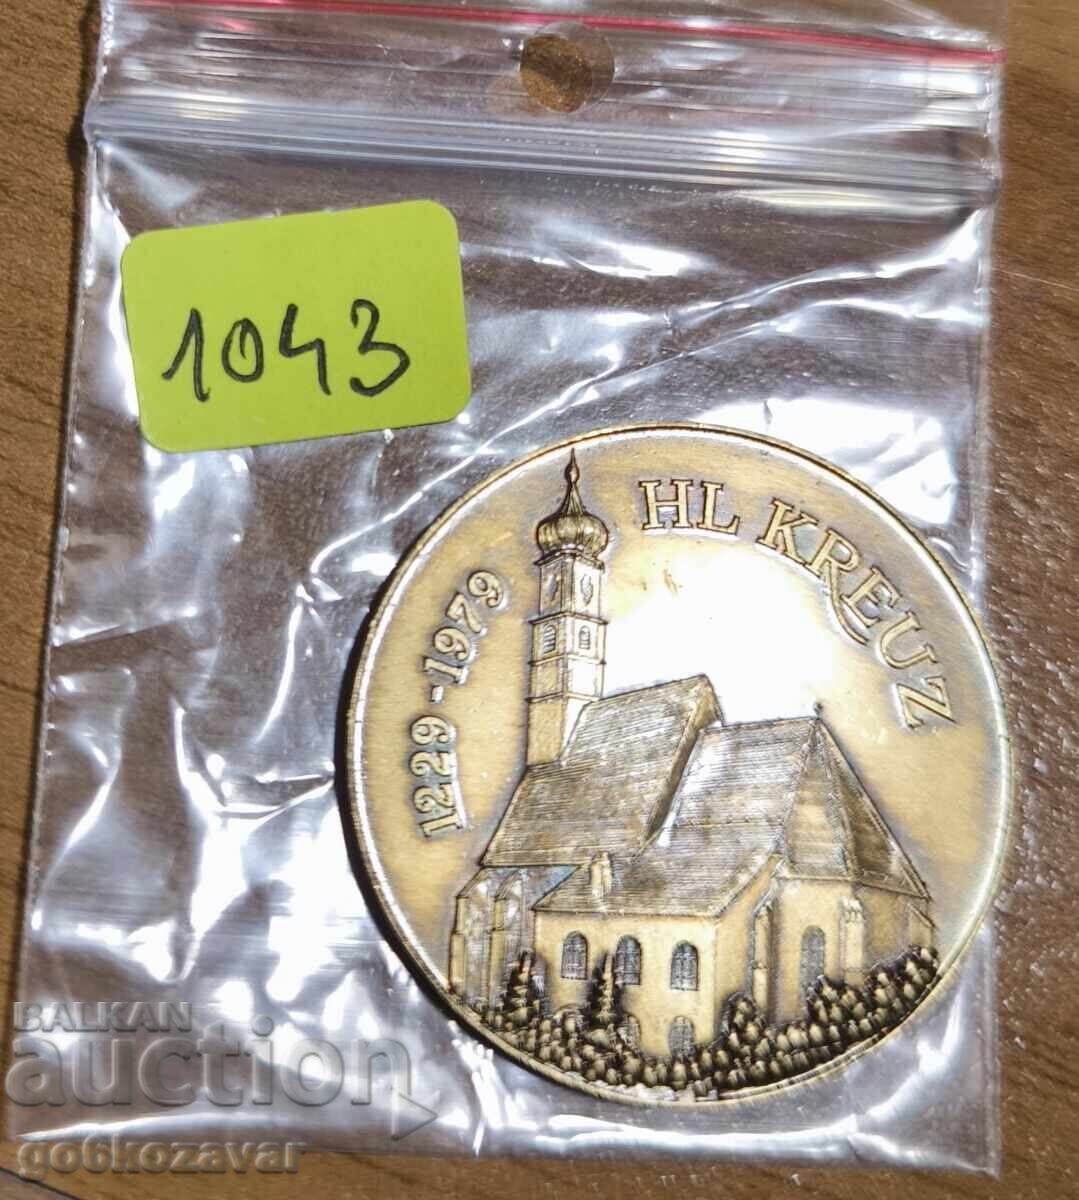 1043
HL KREUZ
1229-1979
BALKAN
auction
go6kozavar